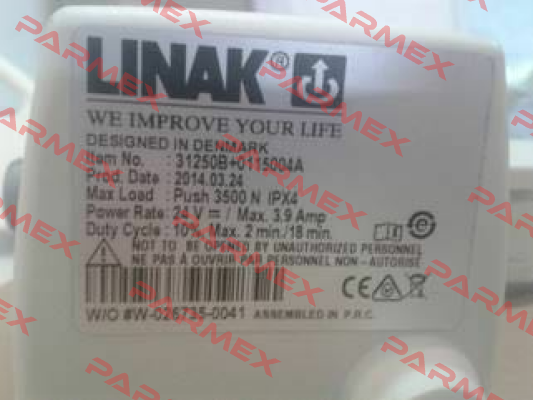 LINAK®
WE IMPROVE YOUR LIFE
DESIGNED IN DENMARK
Item No. : 31250B+0115004A
Prod. Date : 2014.03.24
Max Load : Push 3500 N IPX4
Power Rate : 24 V ⎓ / Max. 3.9 Amp
Duty Cycle : 10% Max. 2 min./18 min.
NOT TO BE OPENED BY UNAUTHORIZED PERSONNEL
NE PAS A OUVRIR PAR PERSONNEL NON - AUTORISE
CE
W/O #W-026735-0041 ASSEMBLED IN P.R.C.
PARMEX